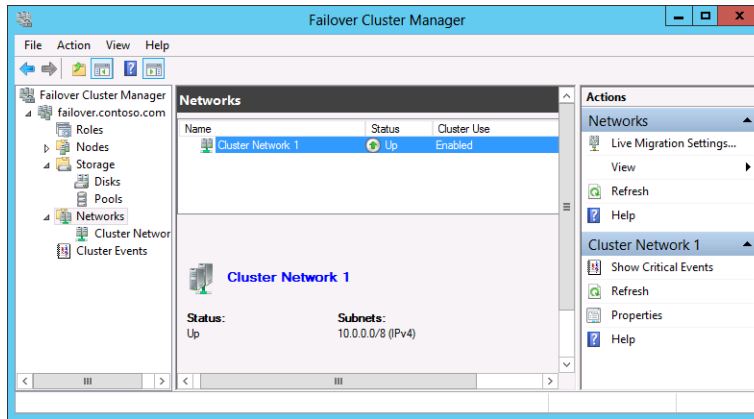 Failover Cluster Manager
File Action View Help
Failover Cluster Manager
failover.contoso.com
Roles
Nodes
Storage
Disks
Pools
Networks
Cluster Networ
Cluster Events
Networks
Name Status Cluster Use
Cluster Network 1 Up Enabled
Cluster Network 1
Status: Subnets:
Up 10.0.0.0/8 (IPv4)
Actions
Networks
Live Migration Settings...
View
Refresh
Help
Cluster Network 1
Show Critical Events
Refresh
Properties
Help